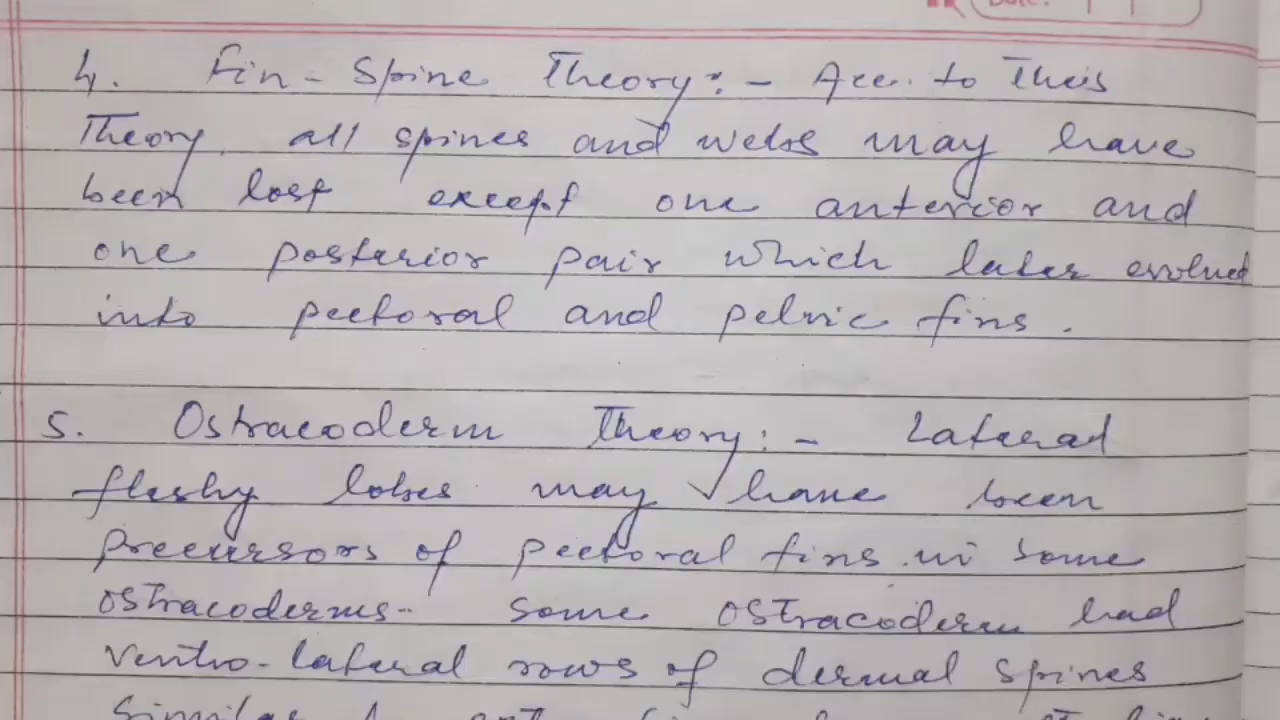 Date:
4. Fin - Spine Theory : - Acc. to This
Theory all spines and webs may have
been lost except one anterior and
one posterior pair which later evolved
into pectoral and pelvic fins.
5. Ostracoderm Theory : - Lateral
fleshy lobes may have been
precursors of pectoral fins in some
ostracoderms. some ostracoderm had
Ventro-lateral rows of dermal spines
Similar